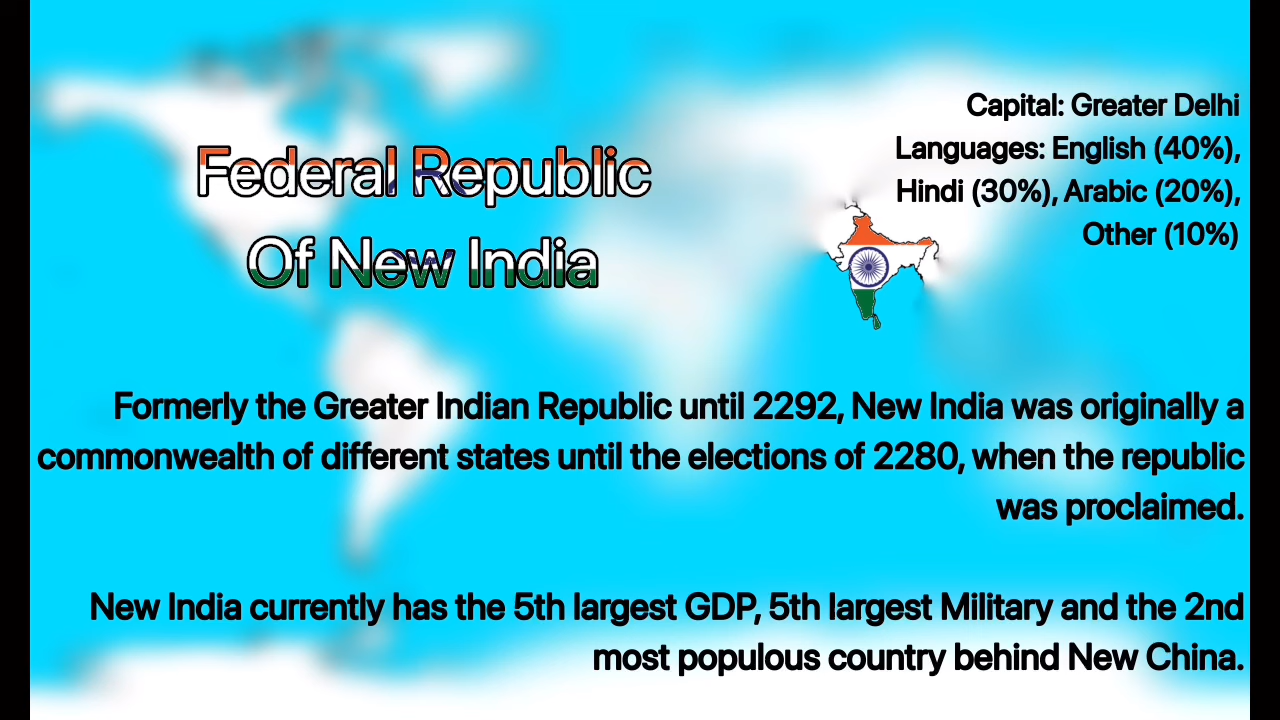 Federal Republic
Of New India
Capital: Greater Delhi
Languages: English (40%),
Hindi (30%), Arabic (20%),
Other (10%)
Formerly the Greater Indian Republic until 2292, New India was originally a
commonwealth of different states until the elections of 2280, when the republic
was proclaimed.
New India currently has the 5th largest GDP, 5th largest Military and the 2nd
most populous country behind New China.